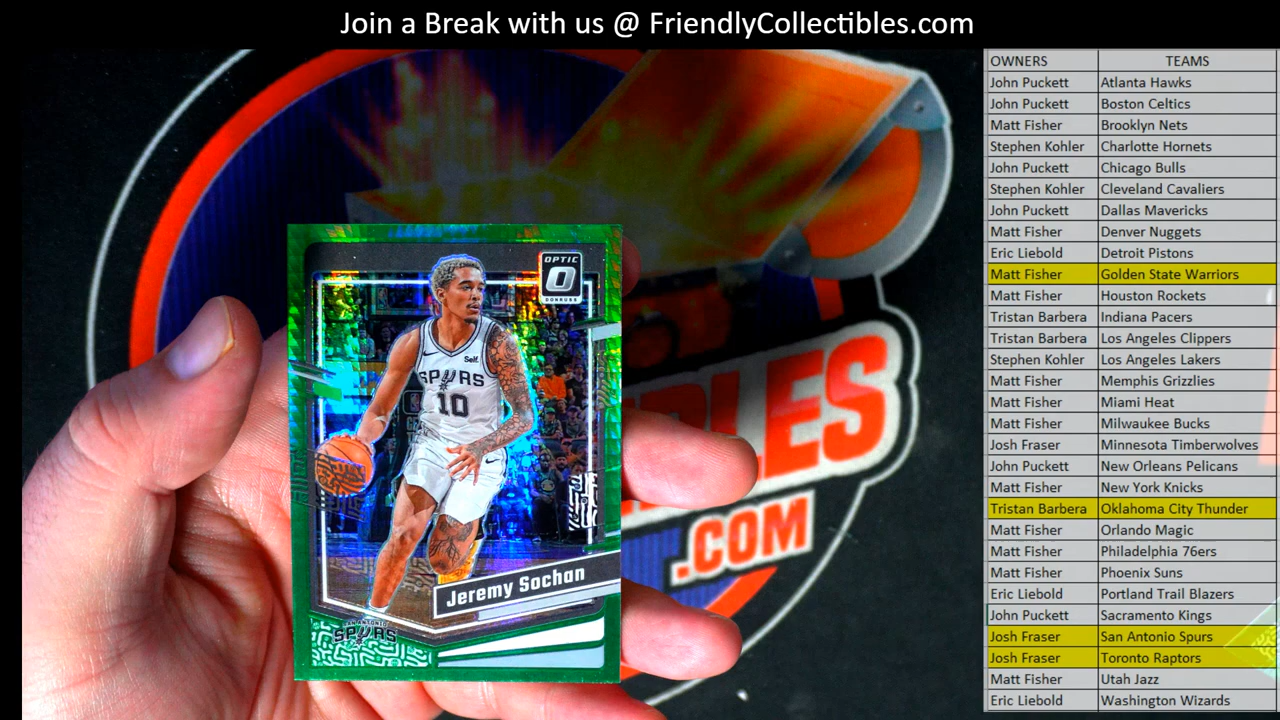 Join a Break with us @ FriendlyCollectibles.com
OWNERS TEAMS
John Puckett Atlanta Hawks
John Puckett Boston Celtics
Matt Fisher Brooklyn Nets
Stephen Kohler Charlotte Hornets
John Puckett Chicago Bulls
Stephen Kohler Cleveland Cavaliers
John Puckett Dallas Mavericks
Matt Fisher Denver Nuggets
Eric Liebold Detroit Pistons
Matt Fisher Golden State Warriors
Matt Fisher Houston Rockets
Tristan Barbera Indiana Pacers
Tristan Barbera Los Angeles Clippers
Stephen Kohler Los Angeles Lakers
Matt Fisher Memphis Grizzlies
Matt Fisher Miami Heat
Matt Fisher Milwaukee Bucks
Josh Fraser Minnesota Timberwolves
John Puckett New Orleans Pelicans
Matt Fisher New York Knicks
Tristan Barbera Oklahoma City Thunder
Matt Fisher Orlando Magic
Matt Fisher Philadelphia 76ers
Matt Fisher Phoenix Suns
Eric Liebold Portland Trail Blazers
John Puckett Sacramento Kings
Josh Fraser San Antonio Spurs
Josh Fraser Toronto Raptors
Matt Fisher Utah Jazz
Eric Liebold Washington Wizards
OPTIC
DONRUSS
Self.
SPURS
10
Jeremy Sochan
SAN ANTONIO
SPURS
BLES
.COM